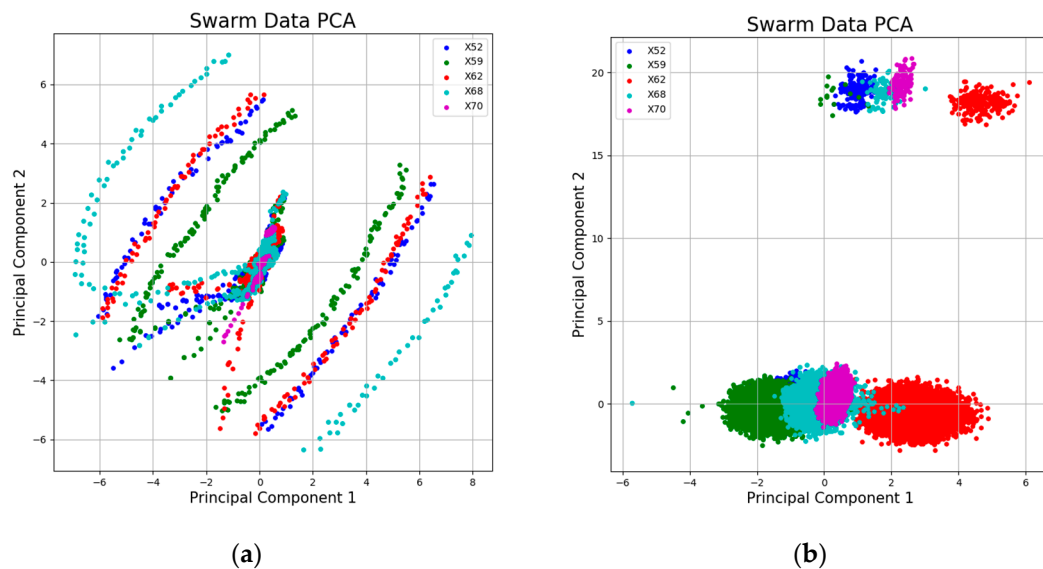 Swarm Data PCA
X52
X59
X62
X68
X70
6
4
2
0
−2
−4
−6
Principal Component 2
−6 −4 −2 0 2 4 6 8
Principal Component 1
(a)
Swarm Data PCA
X52
X59
X62
X68
X70
20
15
10
5
0
Principal Component 2
−6 −4 −2 0 2 4 6
Principal Component 1
(b)